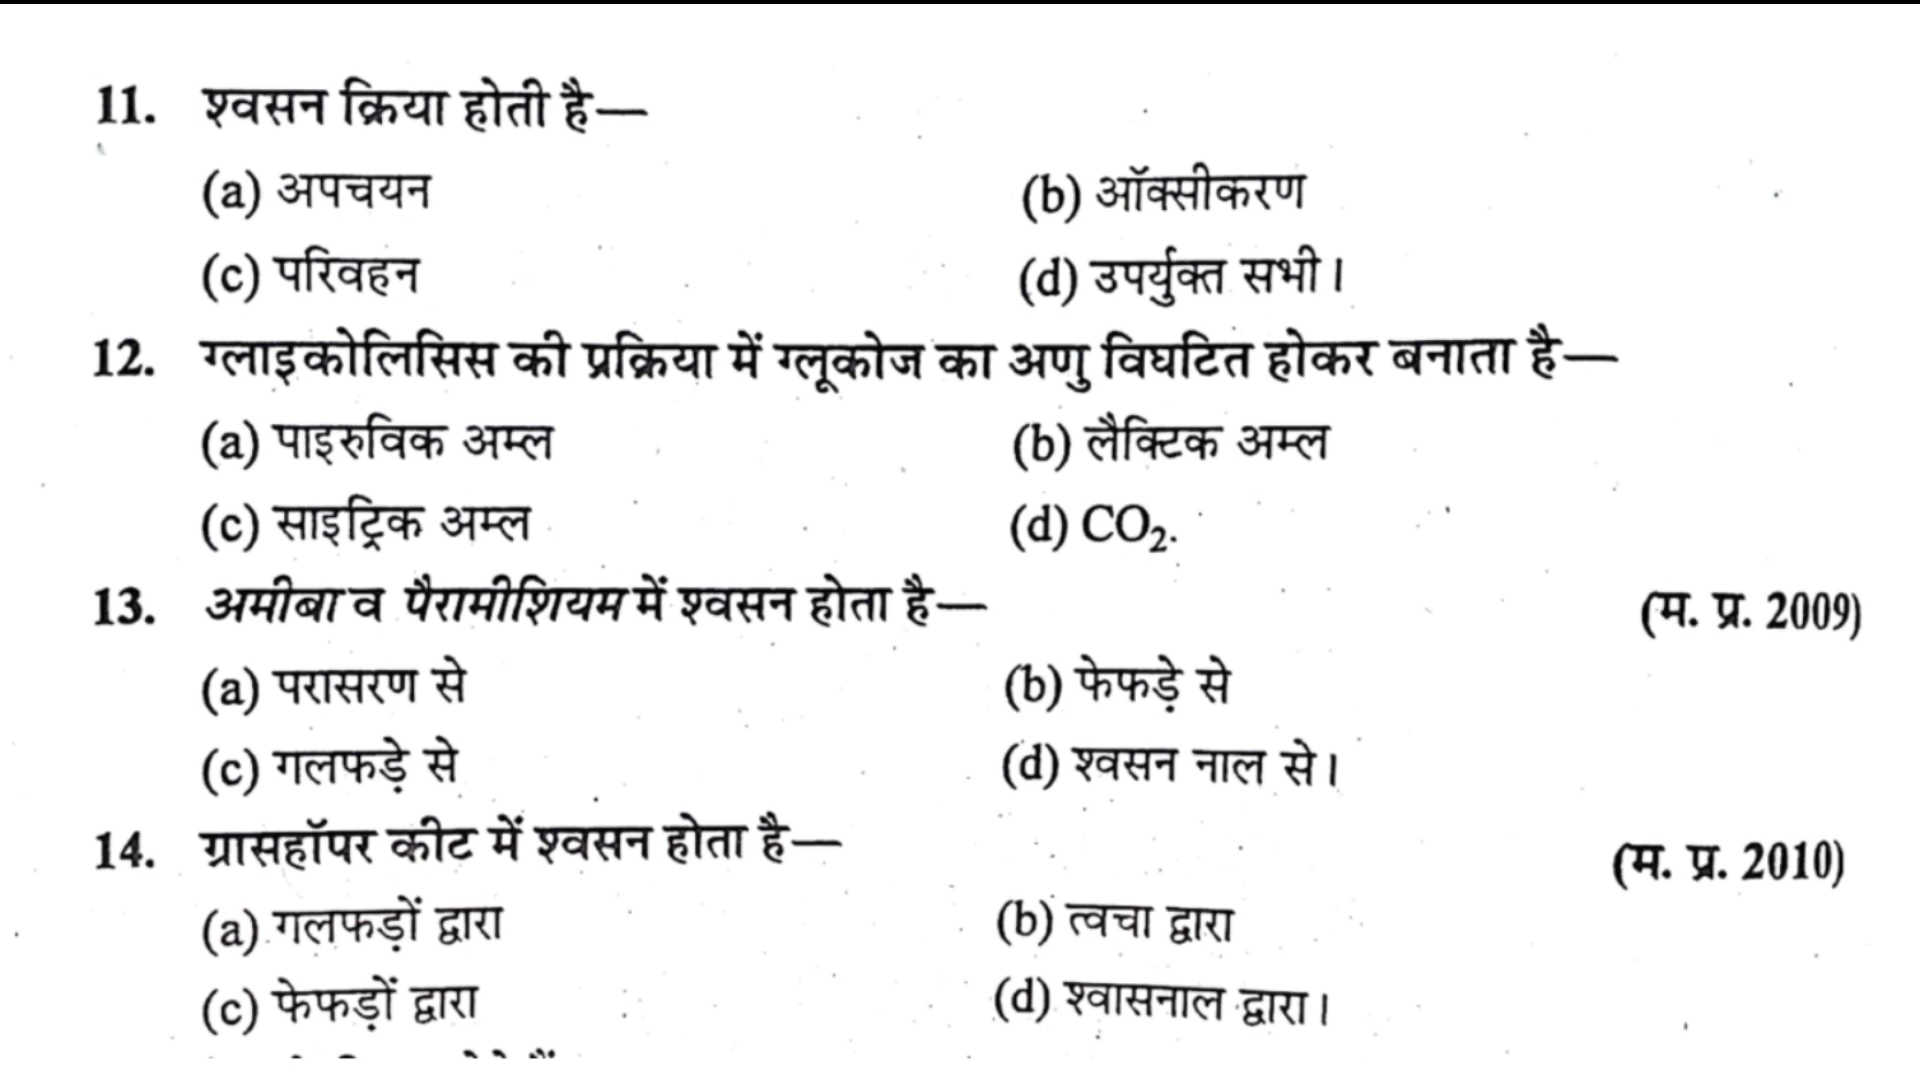 11. श्वसन क्रिया होती है—
(a) अपचयन (b) ऑक्सीकरण
(c) परिवहन (d) उपर्युक्त सभी।
12. ग्लाइकोलिसिस की प्रक्रिया में ग्लूकोज का अणु विघटित होकर बनाता है—
(a) पाइरुविक अम्ल (b) लैक्टिक अम्ल
(c) साइट्रिक अम्ल (d) CO₂.
13. अमीबा व पैरामीशियम में श्वसन होता है— (म. प्र. 2009)
(a) परासरण से (b) फेफड़े से
(c) गलफड़े से (d) श्वसन नाल से।
14. ग्रासहॉपर कीट में श्वसन होता है— (म. प्र. 2010)
(a) गलफड़ों द्वारा (b) त्वचा द्वारा
(c) फेफड़ों द्वारा (d) श्वासनाल द्वारा।